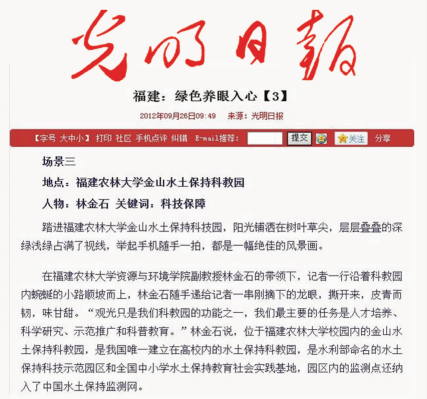 光明日报
福建：绿色养眼入心【3】
2012年09月26日09:49 来源：光明日报
【字号 大中小】 打印 社区 手机点评 纠错 E-mail推荐： 提交 关注 分享
场景三
地点：福建农林大学金山水土保持科教园
人物：林金石 关键词：科技保障
踏进福建农林大学金山水土保持科技园，阳光铺洒在树叶草尖，层层叠叠的深
绿浅绿占满了视线，举起手机随手一拍，都是一幅绝佳的风景画。
在福建农林大学资源与环境学院副教授林金石的带领下，记者一行沿着科教园
内蜿蜒的小路顺坡而上，林金石随手递给记者一串刚摘下的龙眼，撕开来，皮青而
韧，味甘甜。“观光只是我们科教园的功能之一，我们最主要的任务是人才培养、
科学研究、示范推广和科普教育。”林金石说，位于福建农林大学校园内的金山水
土保持科教园，是我国唯一建立在高校内的水土保持科教园，是水利部命名的水土
保持科技示范园区和全国中小学水土保持教育社会实践基地，园区内的监测点还纳
入了中国水土保持监测网。